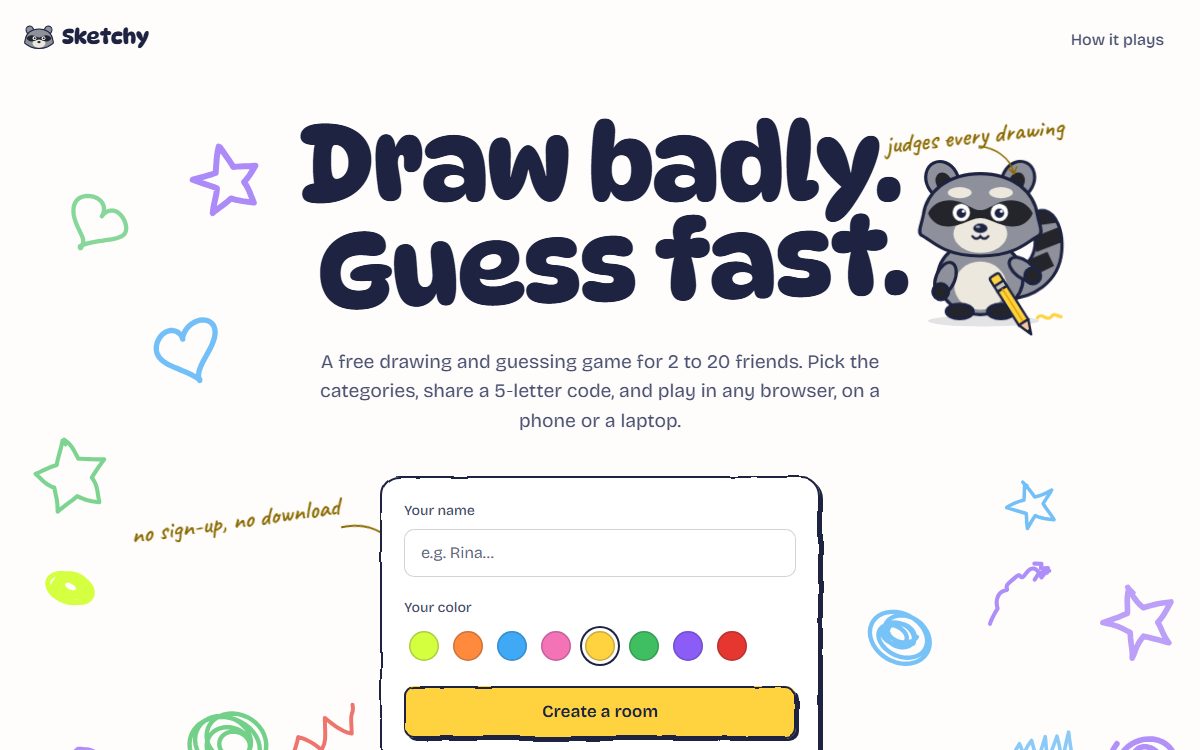 Sketchy
How it plays
Draw badly.
judges every drawing
Guess fast.
A free drawing and guessing game for 2 to 20 friends. Pick the
categories, share a 5-letter code, and play in any browser, on a
phone or a laptop.
no sign-up, no download
Your name
e.g. Rina...
Your color
Create a room